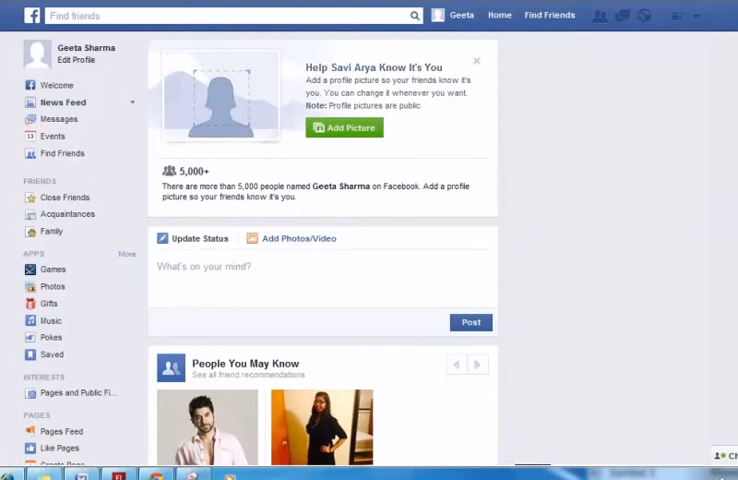 Find friends
Geeta
Home
Find Friends
Geeta Sharma
Edit Profile
Welcome
News Feed
Messages
Events
Find Friends
FRIENDS
Close Friends
Acquaintances
Family
APPS
More
Games
Photos
Gifts
Music
Pokes
Saved
INTERESTS
Pages and Public Fi...
PAGES
Pages Feed
Like Pages
Create Page
Help Savi Arya Know It's You
Add a profile picture so your friends know it's
you. You can change it whenever you want.
Note: Profile pictures are public.
Add Picture
5,000+
There are more than 5,000 people named Geeta Sharma on Facebook. Add a profile
picture so your friends know it's you.
Update Status
Add Photos/Video
What's on your mind?
Post
People You May Know
See all friend recommendations
Ch